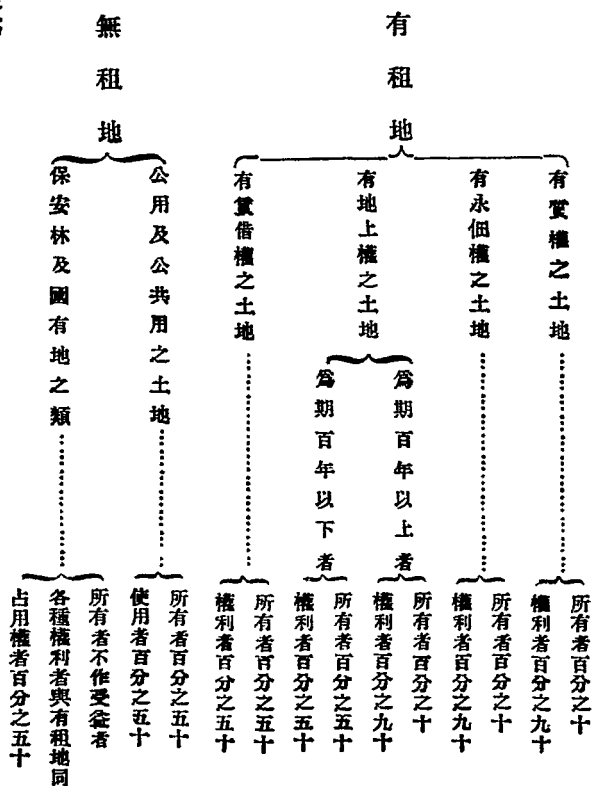 有租地
有質權之土地
所有者百分之十
權利者百分之九十
有永佃權之土地
所有者百分之十
權利者百分之九十
有地上權之土地
爲期百年以上者
所有者百分之十
權利者百分之九十
爲期百年以下者
所有者百分之五十
權利者百分之五十
有賃借權之土地
所有者百分之五十
權利者百分之五十
無租地
公用及公共用之土地
所有者百分之五十
使用者百分之五十
保安林及國有地之類
所有者不作受益者
各種權利者與有租地同
占用權者百分之五十